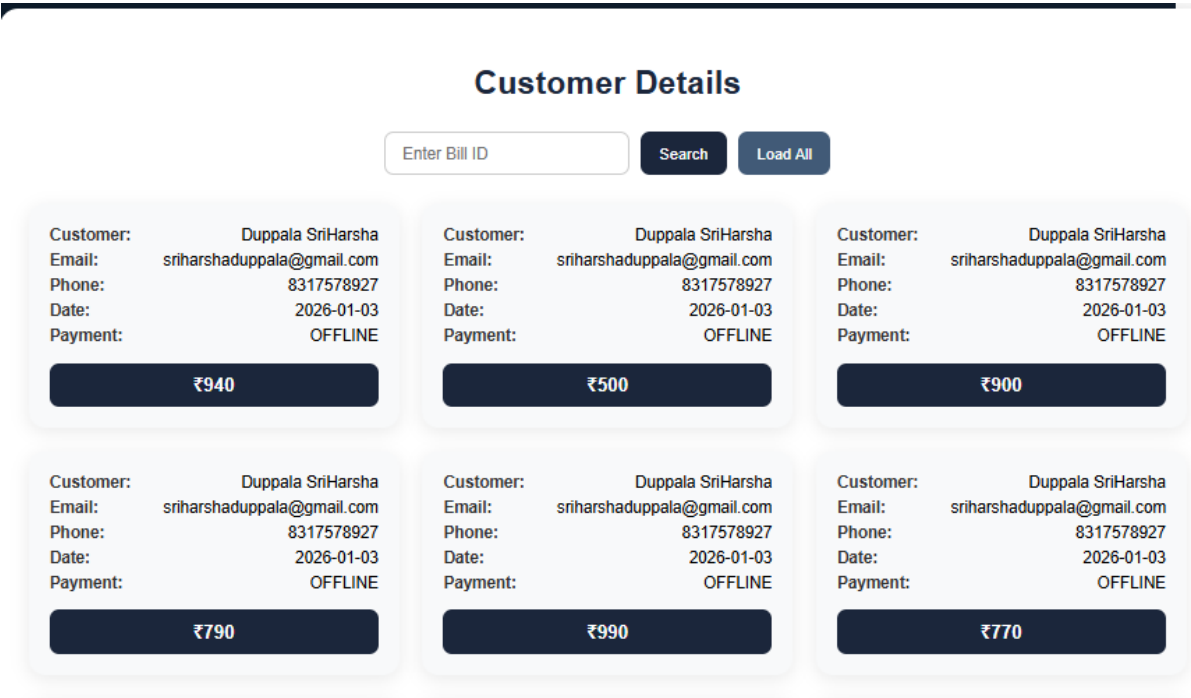 Customer Details
Enter Bill ID Search Load All
Customer: Duppala SriHarsha
Email: sriharshaduppala@gmail.com
Phone: 8317578927
Date: 2026-01-03
Payment: OFFLINE
₹940
Customer: Duppala SriHarsha
Email: sriharshaduppala@gmail.com
Phone: 8317578927
Date: 2026-01-03
Payment: OFFLINE
₹500
Customer: Duppala SriHarsha
Email: sriharshaduppala@gmail.com
Phone: 8317578927
Date: 2026-01-03
Payment: OFFLINE
₹900
Customer: Duppala SriHarsha
Email: sriharshaduppala@gmail.com
Phone: 8317578927
Date: 2026-01-03
Payment: OFFLINE
₹790
Customer: Duppala SriHarsha
Email: sriharshaduppala@gmail.com
Phone: 8317578927
Date: 2026-01-03
Payment: OFFLINE
₹990
Customer: Duppala SriHarsha
Email: sriharshaduppala@gmail.com
Phone: 8317578927
Date: 2026-01-03
Payment: OFFLINE
₹770